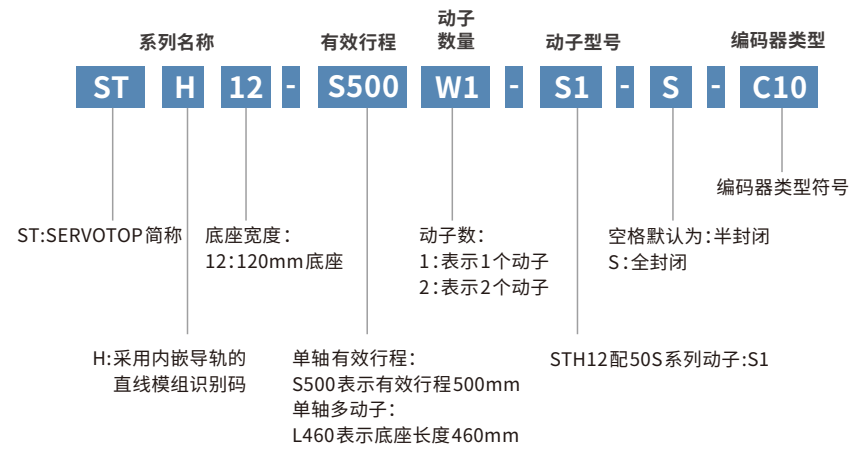 系列名称
有效行程
动子
数量
动子型号
编码器类型
ST H 12 - S500 W1 - S1 - S - C10
编码器类型符号
ST:SERVOTOP简称
底座宽度：
12：120mm底座
动子数：
1：表示1个动子
2：表示2个动子
空格默认为：半封闭
S：全封闭
H:采用内嵌导轨的
直线模组识别码
单轴有效行程：
S500表示有效行程500mm
单轴多动子：
L460表示底座长度460mm
STH12配50S系列动子:S1